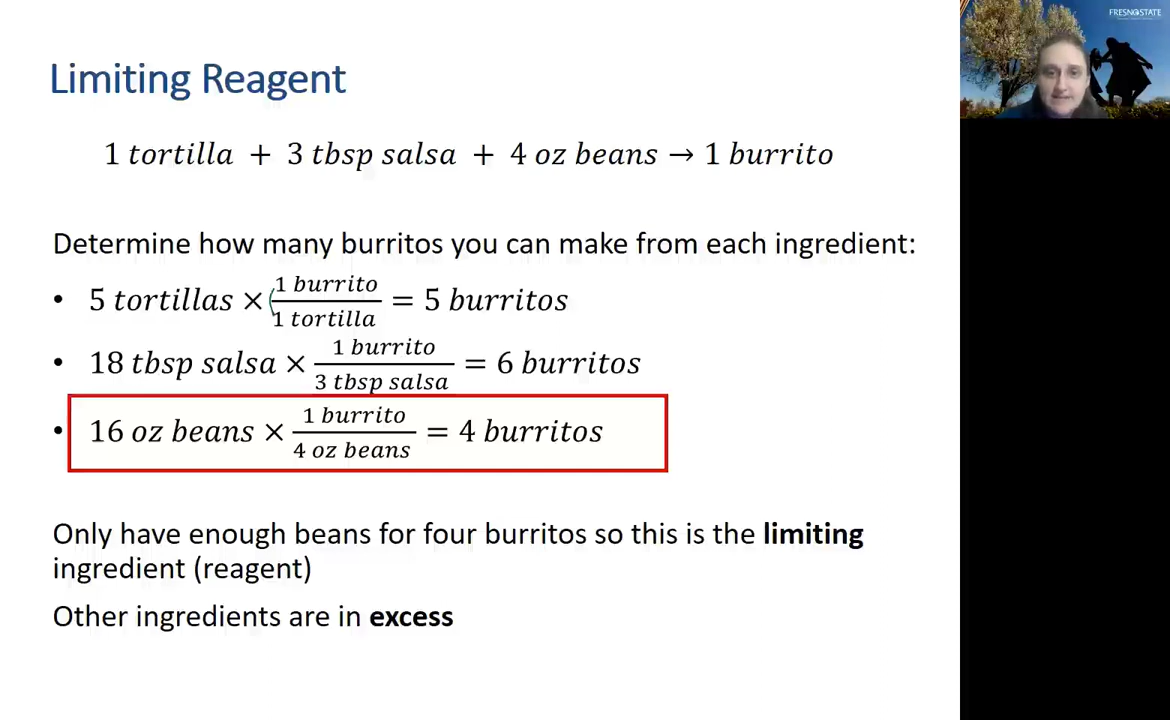 FRESNO STATE
Limiting Reagent
1 tortilla + 3 tbsp salsa + 4 oz beans → 1 burrito
Determine how many burritos you can make from each ingredient:
• 5 tortillas × (1 burrito / 1 tortilla = 5 burritos
• 18 tbsp salsa × 1 burrito / 3 tbsp salsa = 6 burritos
• 16 oz beans × 1 burrito / 4 oz beans = 4 burritos
Only have enough beans for four burritos so this is the limiting
ingredient (reagent)
Other ingredients are in excess